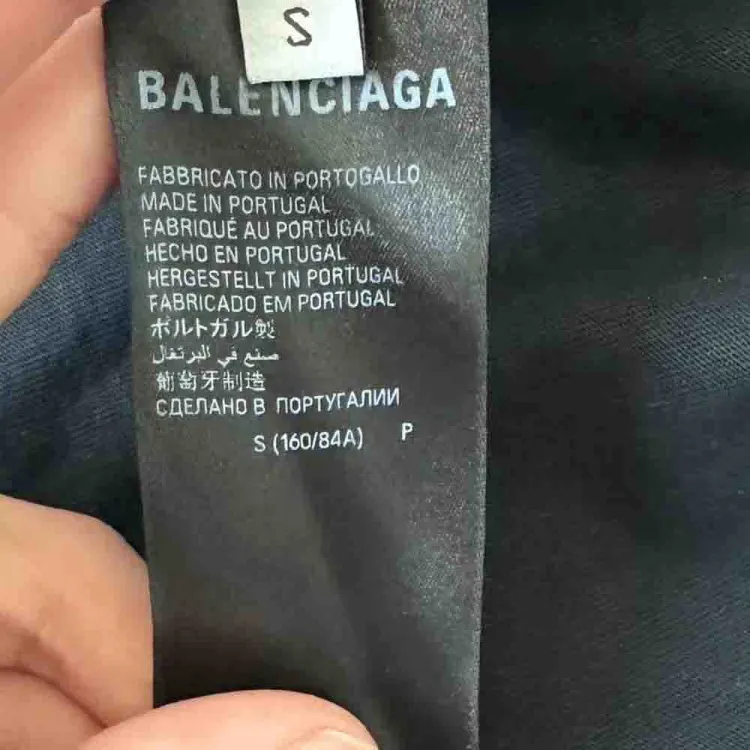 S
BALENCIAGA
FABBRICATO IN PORTOGALLO
MADE IN PORTUGAL
FABRIQUÉ AU PORTUGAL
HECHO EN PORTUGAL
HERGESTELLT IN PORTUGAL
FABRICADO EM PORTUGAL
ポルトガル製
صنع في البرتغال
葡萄牙制造
СДЕЛАНО В ПОРТУГАЛИИ
S (160/84A) P